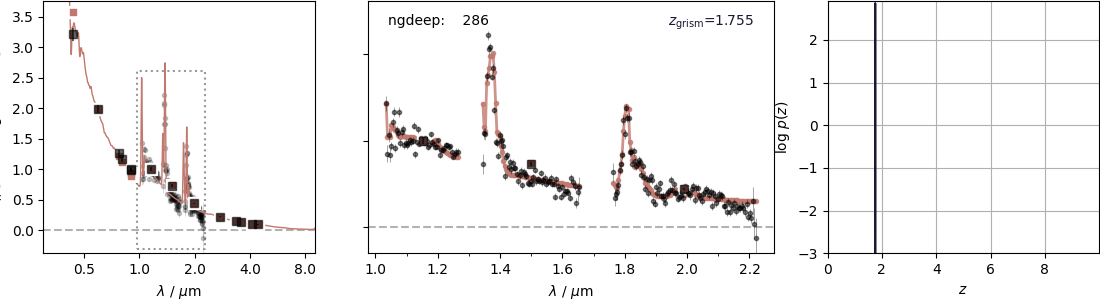 3.5
3.0
2.5
2.0
1.5
1.0
0.5
0.0
0.5 1.0 2.0 4.0 8.0
λ / μm
ngdeep: 286
z_grism=1.755
1.0 1.2 1.4 1.6 1.8 2.0 2.2
λ / μm
log p(z)
2
1
0
−1
−2
−3
0 2 4 6 8
z